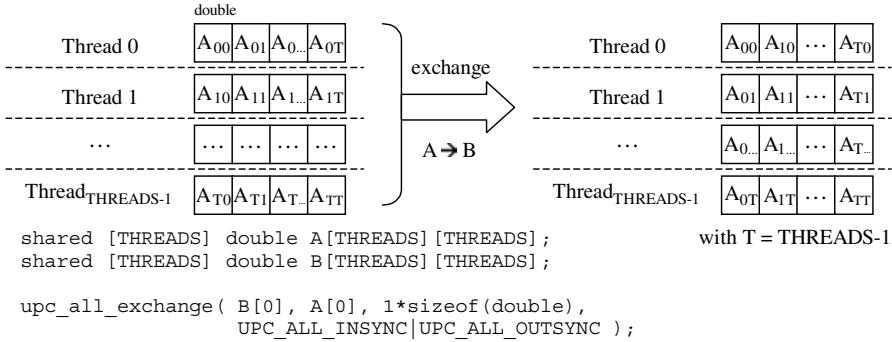 double
Thread 0 A00 A01 A0... A0T
Thread 1 A10 A11 A1... A1T
... ... ... ... ...
ThreadTHREADS-1 AT0 AT1 AT... ATT
exchange
A ➔ B
Thread 0 A00 A10 ... AT0
Thread 1 A01 A11 ... AT1
... A0... A1... ... AT...
ThreadTHREADS-1 A0T A1T ... ATT
with T = THREADS-1
shared [THREADS] double A[THREADS][THREADS];
shared [THREADS] double B[THREADS][THREADS];
upc_all_exchange( B[0], A[0], 1*sizeof(double),
UPC_ALL_INSYNC|UPC_ALL_OUTSYNC );